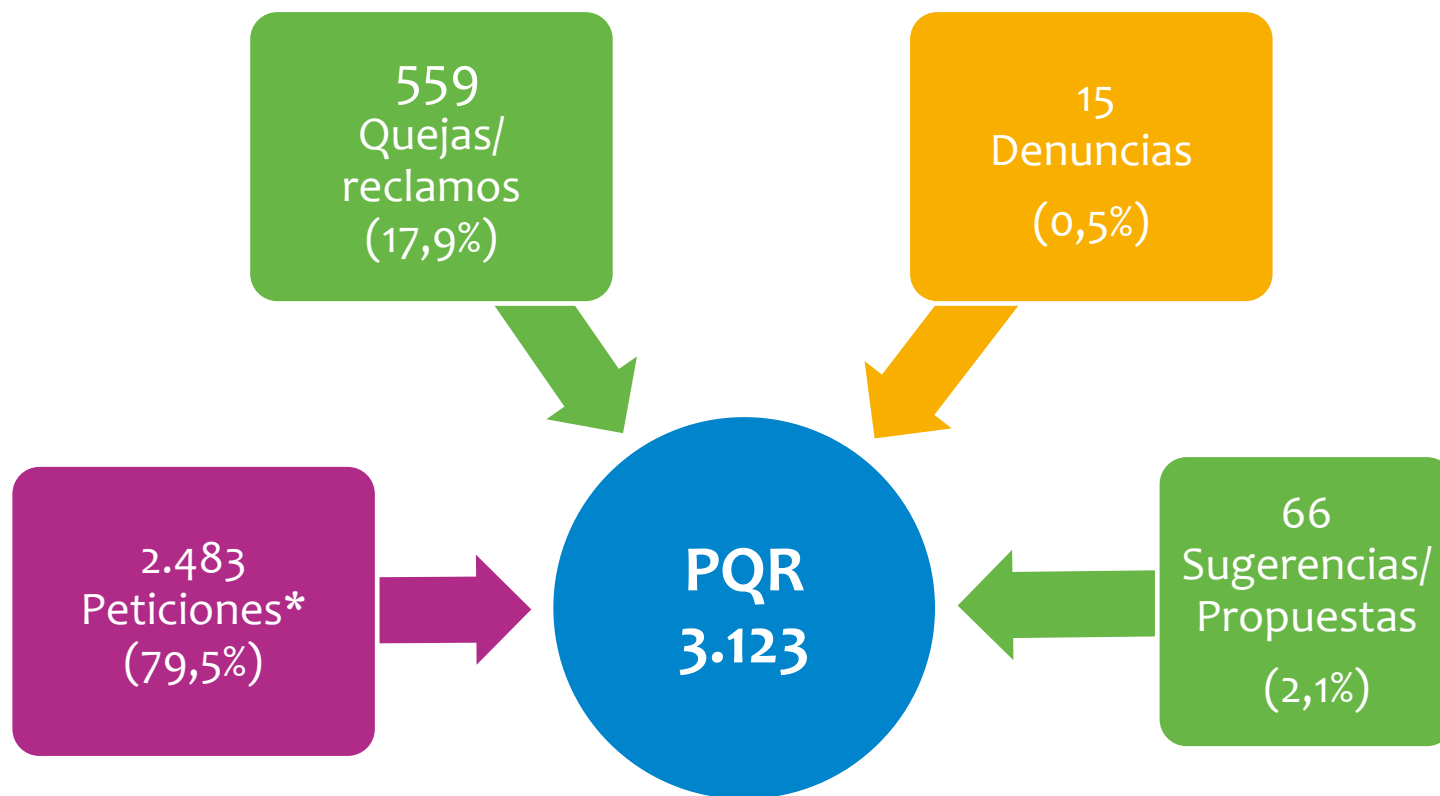 559
Quejas/
reclamos
(17,9%)
15
Denuncias
(0,5%)
2.483
Peticiones*
(79,5%)
PQR
3.123
66
Sugerencias/
Propuestas
(2,1%)